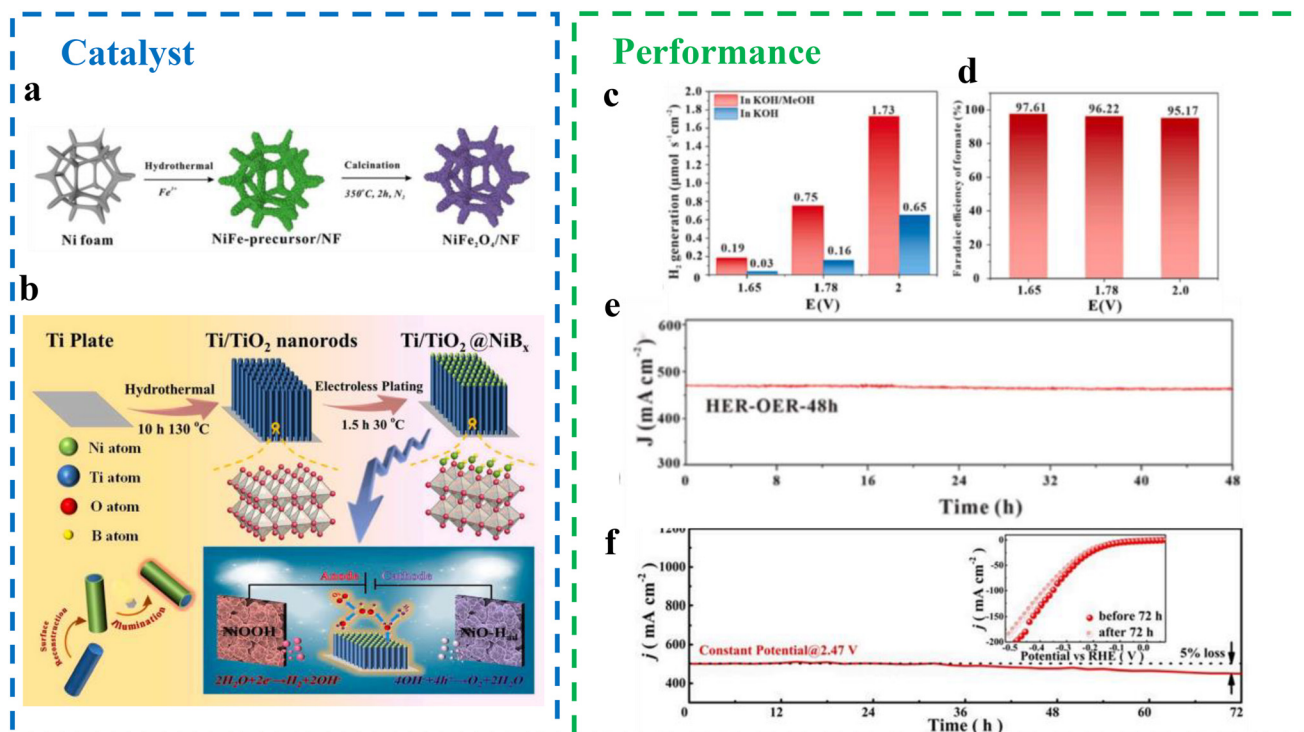 Catalyst
a
Hydrothermal
Calcination
350°C, 2h, N₂
Ni foam
NiFe-precursor/NF
NiFe₂O₄/NF
b
Ti Plate
Ti/TiO₂ nanorods
Ti/TiO₂ @NiBₓ
Hydrothermal
10 h 130 °C
Electroless Plating
1.5 h 30 °C
Ni atom
Ti atom
O atom
B atom
Surface
Reconstruction
Illumination
Anode
Cathode
NiOOH
2H₂O+2e⁻→H₂+2OH⁻
4OH⁻+4h⁺→O₂+2H₂O
Performance
c
In KOH/MeOH
In KOH
H₂ generation (μmol s⁻¹ cm⁻²)
2.0
1.8
1.6
1.4
1.2
1.0
0.8
0.6
0.4
0.2
0
0.19
0.03
0.75
0.16
1.73
0.65
1.65
1.78
2
E(V)
d
Faradaic efficiency of formate (%)
100
80
60
40
20
0
97.61
96.22
95.17
1.65
1.78
2.0
E(V)
e
J (mA cm⁻²)
600
500
400
300
HER-OER-48h
0
8
16
24
32
40
48
Time (h)
f
j ( mA cm⁻²)
1200
1000
800
600
400
Constant Potential@2.47 V
5% loss
j ( mA cm⁻²)
0
-50
-100
-150
-200
before 72 h
after 72 h
-0.5
-0.4
-0.3
-0.2
-0.1
0.0
Potential vs RHE ( V )
0
12
24
36
48
60
72
Time ( h )